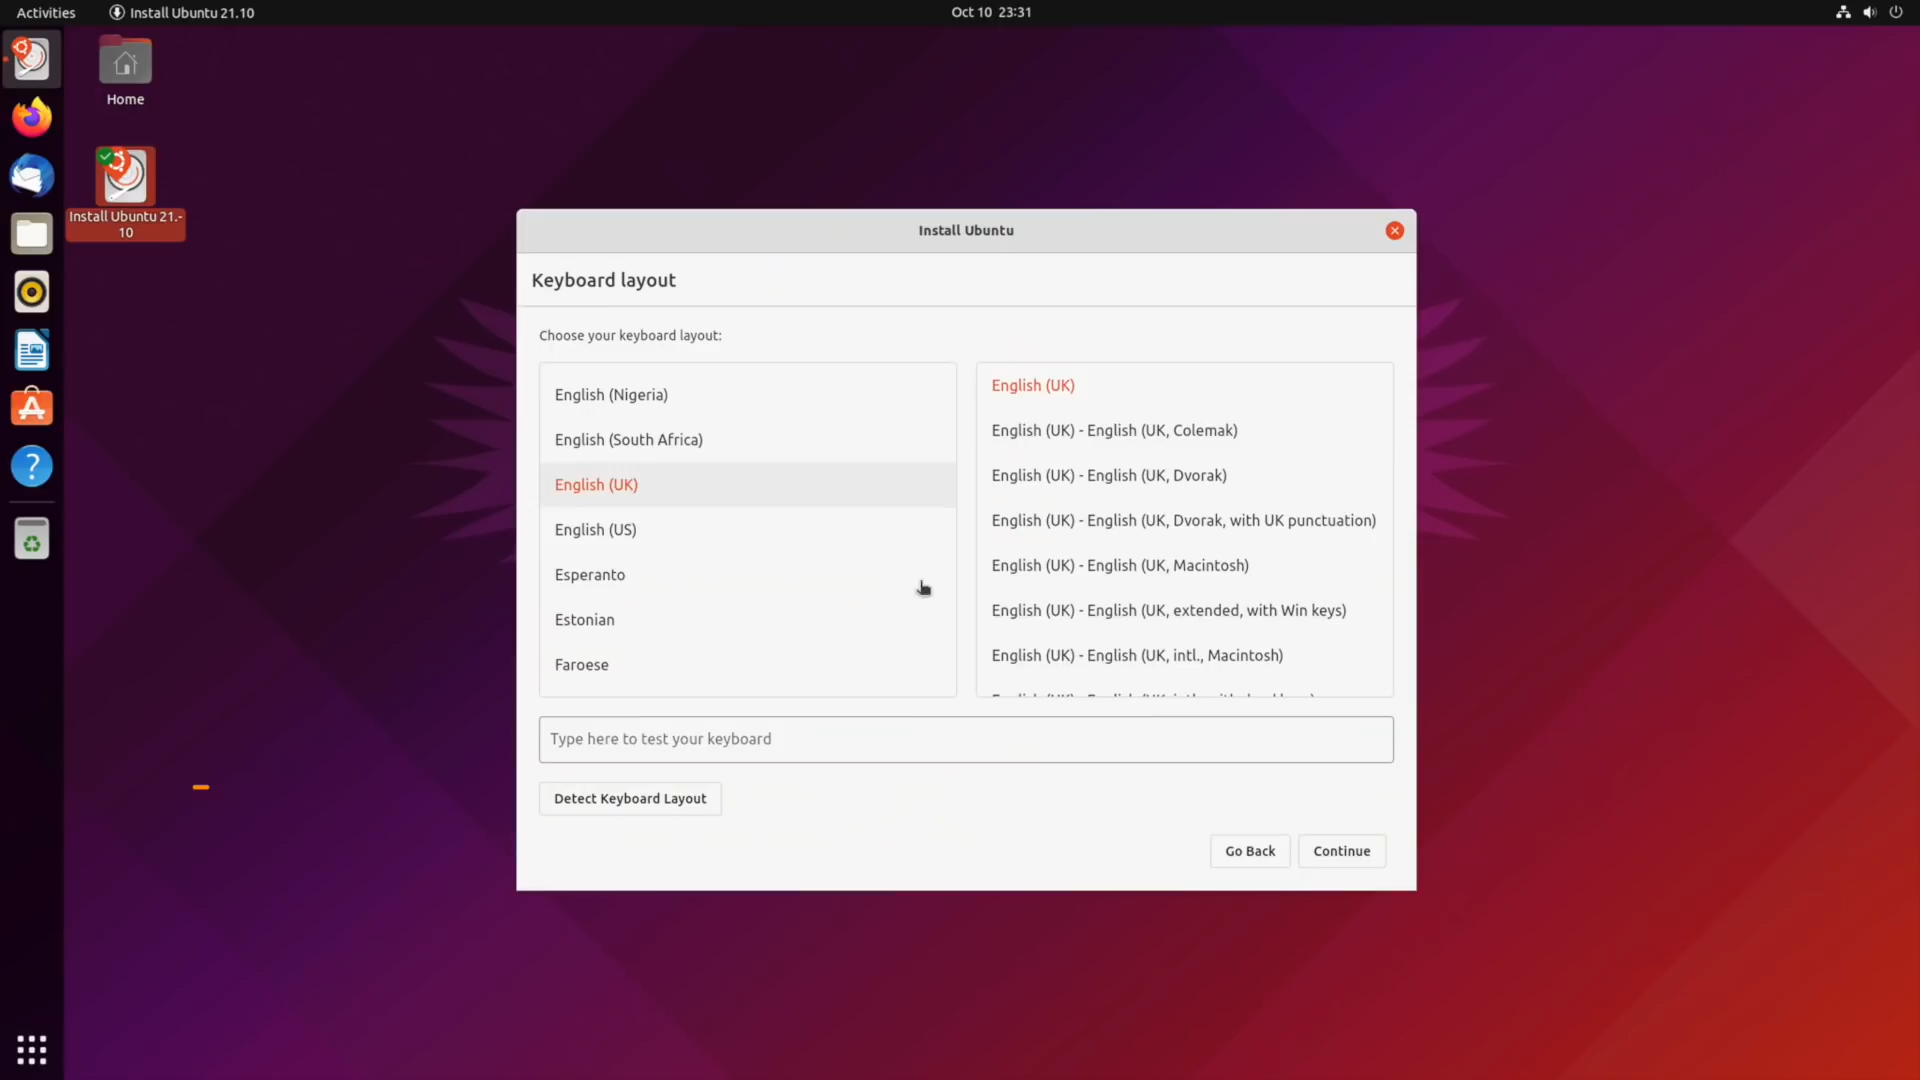 Activities
Install Ubuntu 21.10
Oct 10 23:31
Home
Install Ubuntu 21.-
10
Install Ubuntu
Keyboard layout
Choose your keyboard layout:
English (Nigeria)
English (South Africa)
English (UK)
English (US)
Esperanto
Estonian
Faroese
English (UK)
English (UK) - English (UK, Colemak)
English (UK) - English (UK, Dvorak)
English (UK) - English (UK, Dvorak, with UK punctuation)
English (UK) - English (UK, Macintosh)
English (UK) - English (UK, extended, with Win keys)
English (UK) - English (UK, intl., Macintosh)
Type here to test your keyboard
Detect Keyboard Layout
Go Back
Continue